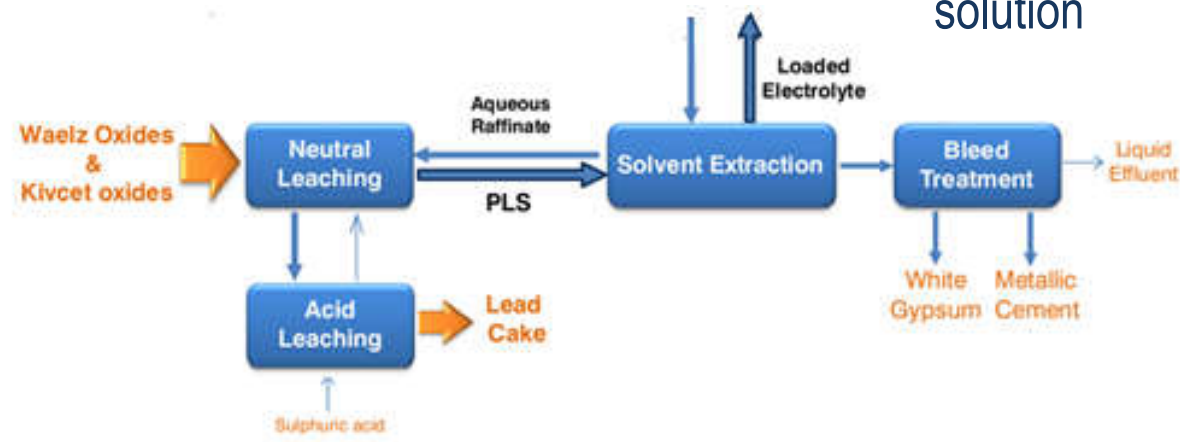 solution
Loaded
Electrolyte
Aqueous
Raffinate
Waelz Oxides
&
Kivcet oxides
Neutral
Leaching
Solvent Extraction
Bleed
Treatment
Liquid
Effluent
PLS
White
Gypsum
Metallic
Cement
Acid
Leaching
Lead
Cake
Sulphuric acid